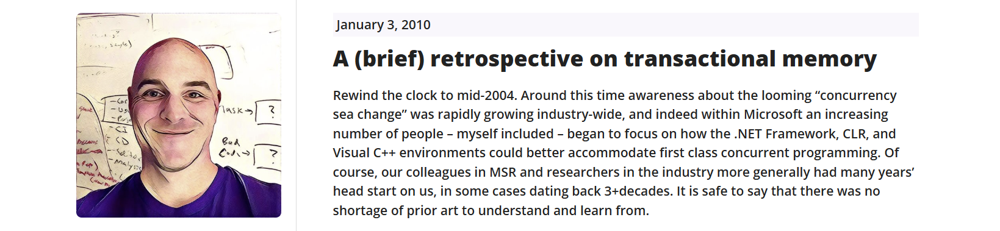 January 3, 2010
A (brief) retrospective on transactional memory
Rewind the clock to mid-2004. Around this time awareness about the looming “concurrency
sea change” was rapidly growing industry-wide, and indeed within Microsoft an increasing
number of people – myself included – began to focus on how the .NET Framework, CLR, and
Visual C++ environments could better accommodate first class concurrent programming. Of
course, our colleagues in MSR and researchers in the industry more generally had many years’
head start on us, in some cases dating back 3+decades. It is safe to say that there was no
shortage of prior art to understand and learn from.
Task→ ?
Bad
?
-CI